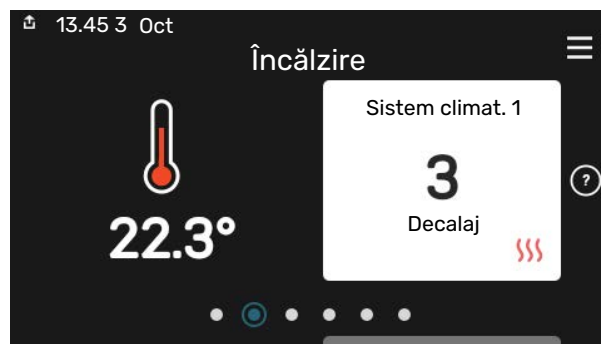 13.45 3 Oct
Încălzire
Sistem climat. 1
3
Decalaj
22.3°
?